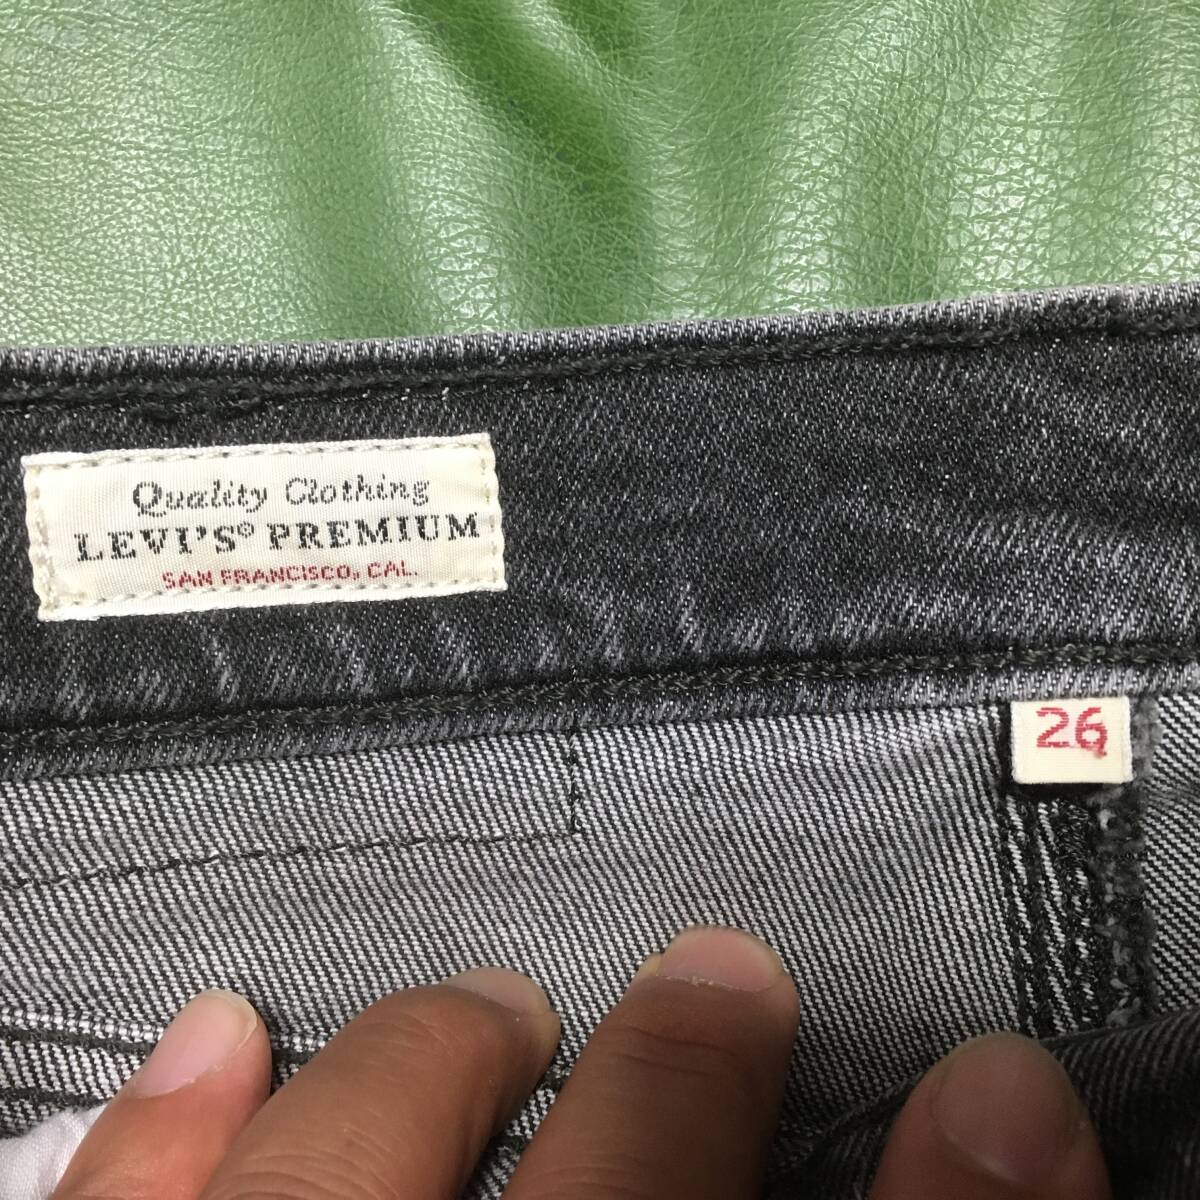 Quality Clothing
LEVI'S® PREMIUM
SAN FRANCISCO, CAL.
26